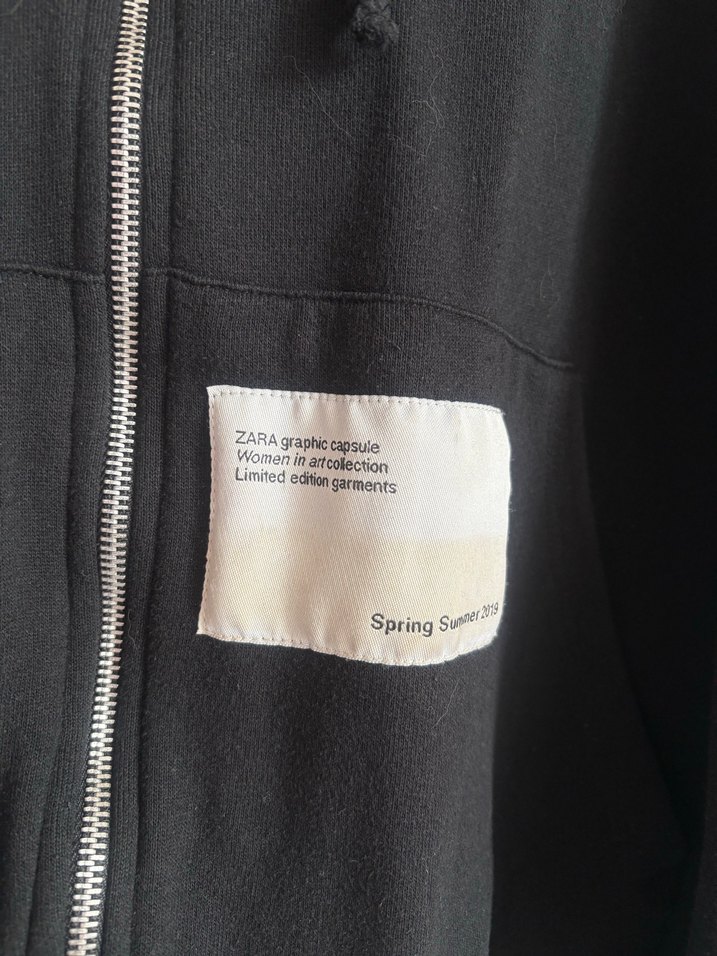 ZARA graphic capsule
Women in art collection
Limited edition garments
Spring Summer 2019